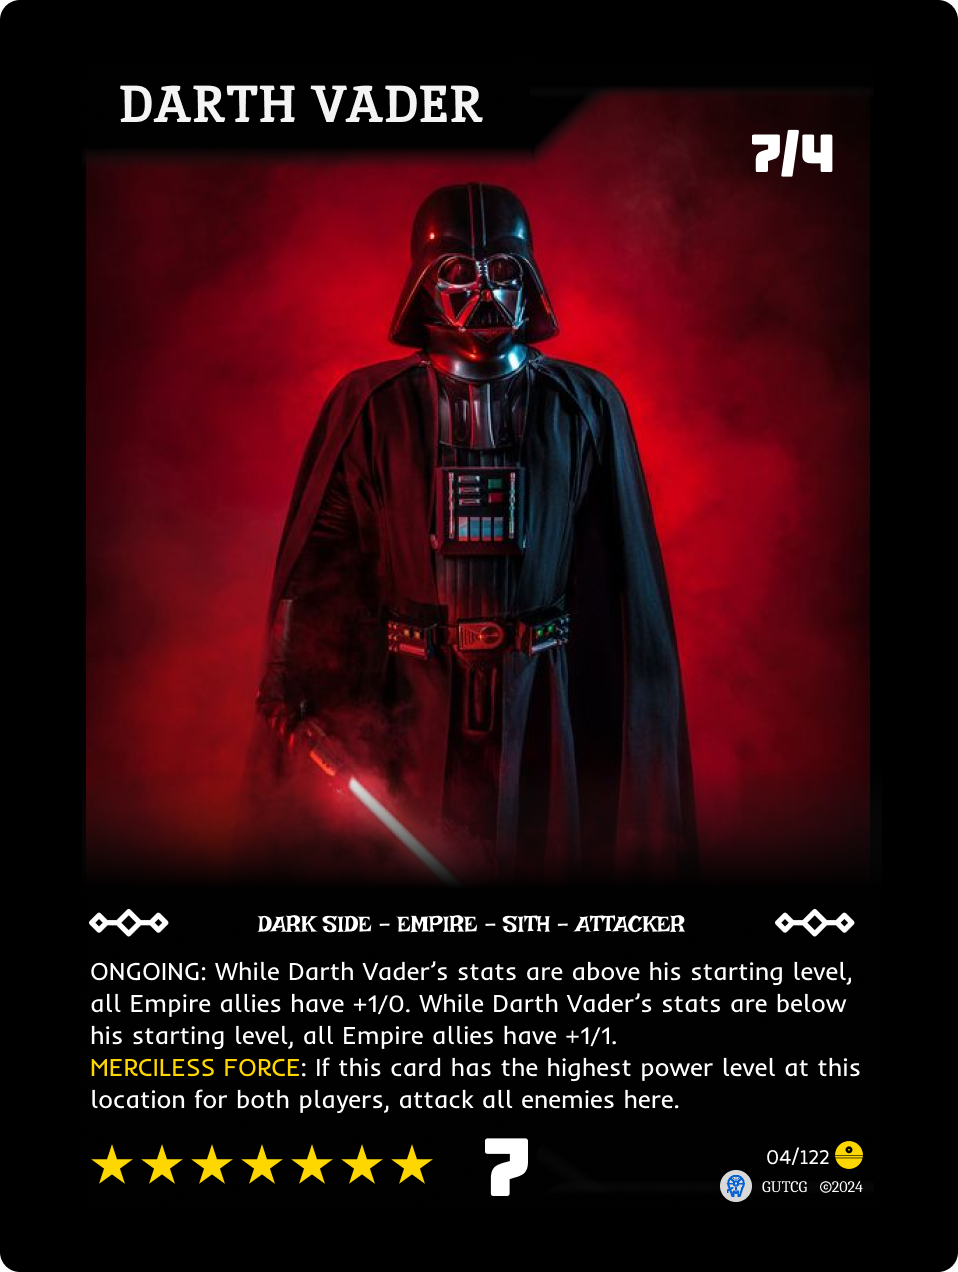 DARTH VADER
7/4
DARK SIDE – EMPIRE – SITH – ATTACKER
ONGOING: While Darth Vader’s stats are above his starting level,
all Empire allies have +1/0. While Darth Vader’s stats are below
his starting level, all Empire allies have +1/1.
MERCILESS FORCE: If this card has the highest power level at this
location for both players, attack all enemies here.
7
04/122
GUTCG ©2024